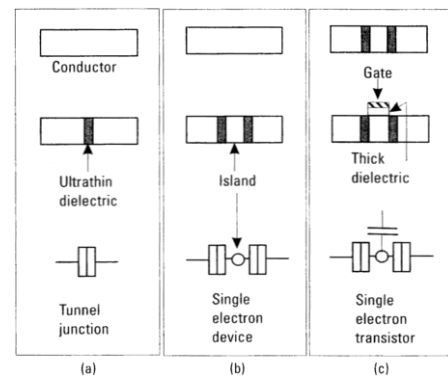 Conductor
Ultrathin
dielectric
Tunnel
junction
(a)
Island
Single
electron
device
(b)
Gate
Thick
dielectric
Single
electron
transistor
(c)